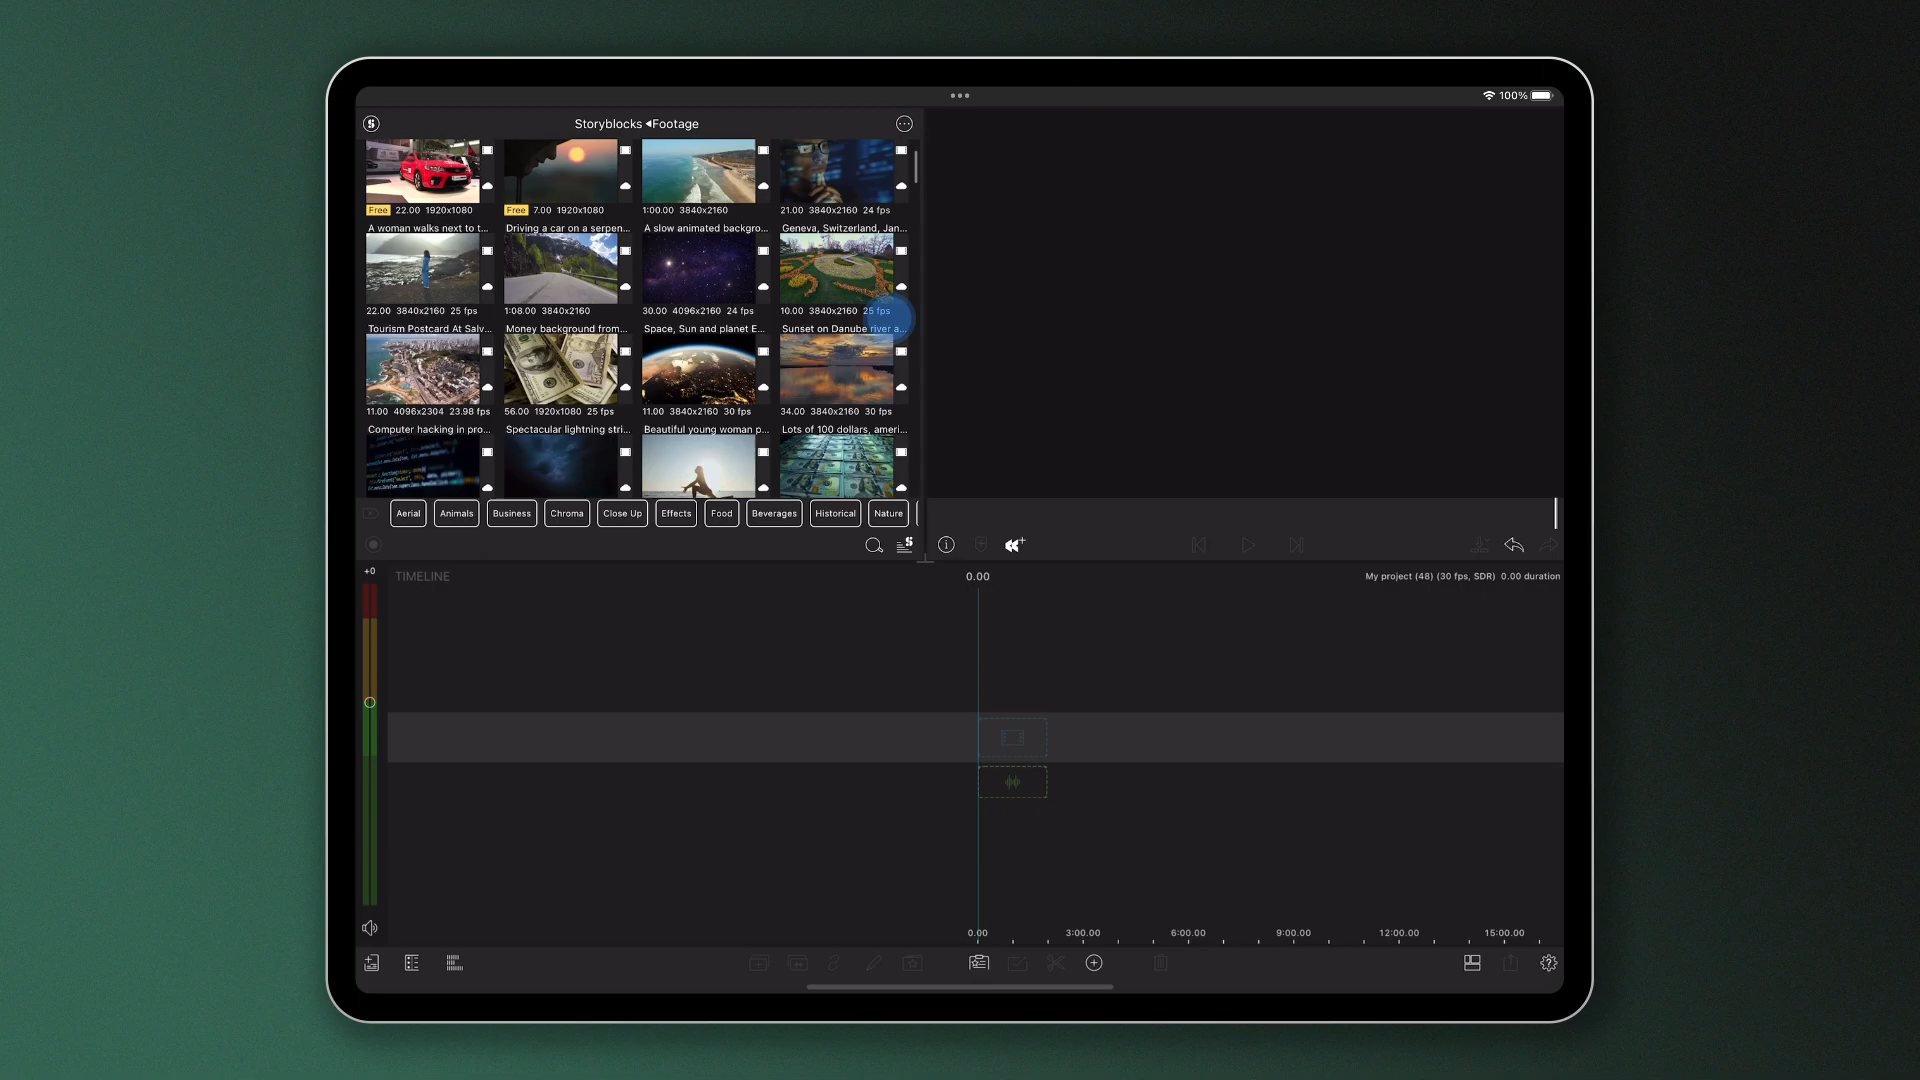 100%
Storyblocks ◂Footage
Free 22.00 1920x1080
Free 7.00 1920x1080
1:00.00 3840x2160
21.00 3840x2160 24 fps
A woman walks next to t...
Driving a car on a serpen...
A slow animated backgro...
Geneva, Switzerland, Jan...
22.00 3840x2160 25 fps
1:08.00 3840x2160
30.00 4096x2160 24 fps
10.00 3840x2160 25 fps
Tourism Postcard At Salv...
Money background from...
Space, Sun and planet E...
Sunset on Danube river a...
11.00 4096x2304 23.98 fps
56.00 1920x1080 25 fps
11.00 3840x2160 30 fps
34.00 3840x2160 30 fps
Computer hacking in pro...
Spectacular lightning stri...
Beautiful young woman p...
Lots of 100 dollars, ameri...
Aerial
Animals
Business
Chroma
Close Up
Effects
Food
Beverages
Historical
Nature
+0
TIMELINE
0.00
My project (48) (30 fps, SDR) 0.00 duration
0.00
3:00.00
6:00.00
9:00.00
12:00.00
15:00.00